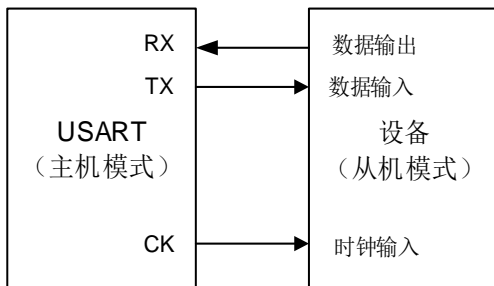 RX
数据输出
TX
数据输入
USART
设备
（主机模式）
（从机模式）
CK
时钟输入